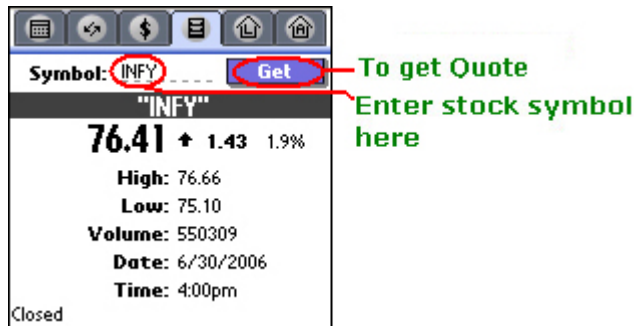 Symbol: INFY Get
To get Quote
Enter stock symbol
here
"INFY"
76.41 1.43 1.9%
High: 76.66
Low: 75.10
Volume: 550309
Date: 6/30/2006
Time: 4:00pm
Closed